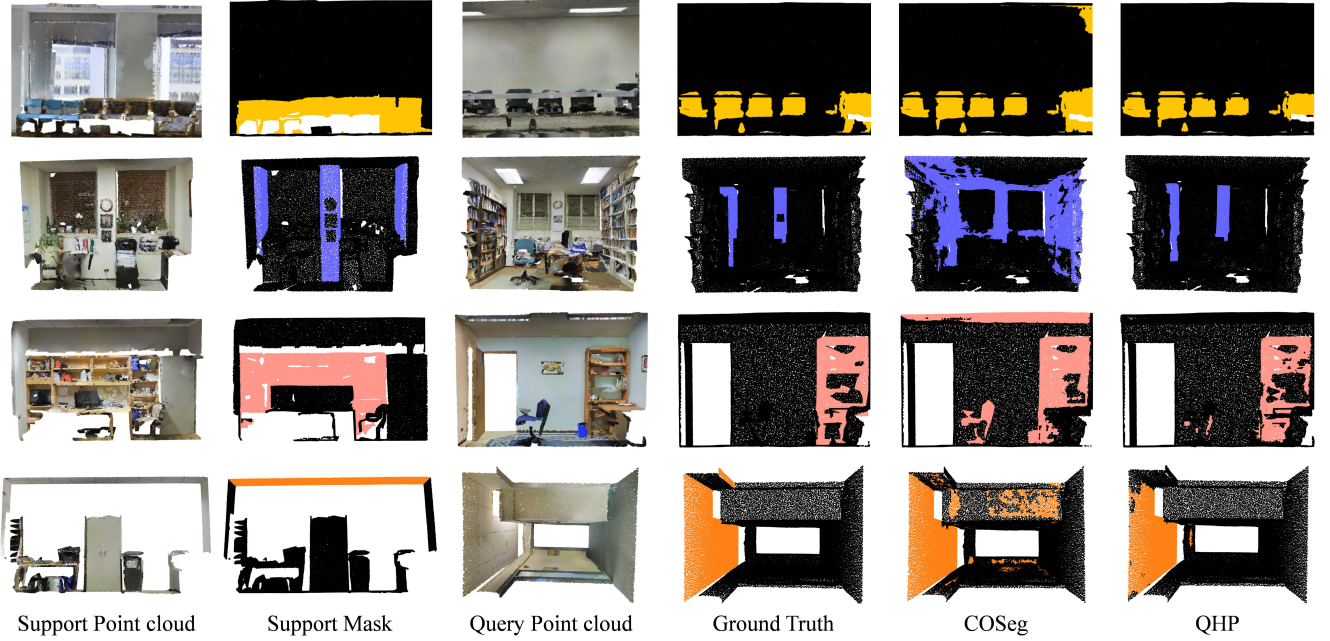 Support Point cloud
Support Mask
Query Point cloud
Ground Truth
COSeg
QHP